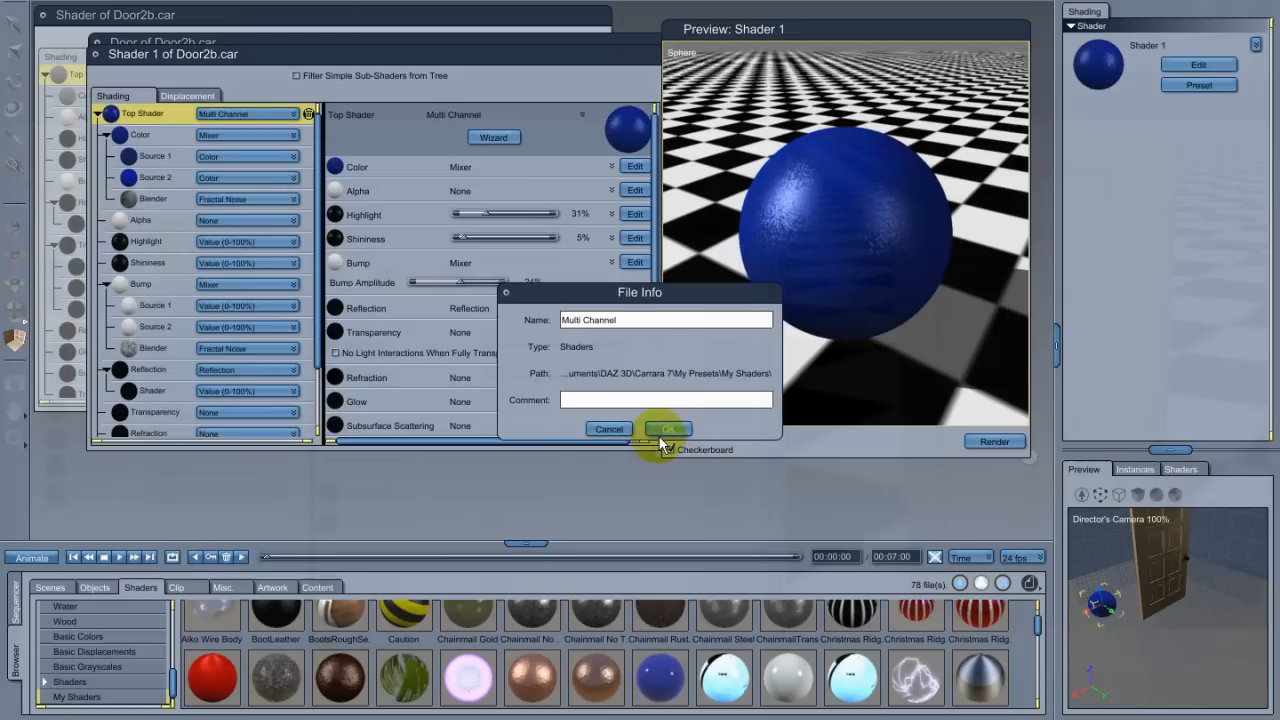 Shader of Door2b.car
Door of Door2b.car
Shader 1 of Door2b.car
Preview: Shader 1
Shading
Shader
Shader 1
Edit
Preset
Shading
Top
Filter Simple Sub-Shaders from Tree
Sphere
Shading
Displacement
Top Shader
Multi Channel
Color
Mixer
Source 1
Color
Source 2
Color
Blender
Fractal Noise
Alpha
None
Highlight
Value (0-100%)
Shininess
Value (0-100%)
Bump
Mixer
Source 1
Value (0-100%)
Source 2
Value (0-100%)
Blender
Fractal Noise
Reflection
Reflection
Shader
Value (0-100%)
Transparency
None
Refraction
None
Top Shader
Multi Channel
Wizard
Color
Mixer
Edit
Alpha
None
Edit
Highlight
31%
Edit
Shininess
5%
Edit
Bump
Mixer
Edit
Bump Amplitude
24%
Reflection
Reflection
Transparency
None
No Light Interactions When Fully Transp
Refraction
None
Glow
None
Subsurface Scattering
None
File Info
Name:
Multi Channel
Type:
Shaders
Path:
...uments\DAZ 3D\Carrara 7\My Presets\My Shaders\
Comment:
Cancel
OK
Checkerboard
Render
Preview
Instances
Shaders
Director's Camera 100%
Animate
00:00:00
/
00:07:00
Time
24 fps
Sequencer
Browser
Scenes
Objects
Shaders
Clip
Misc.
Artwork
Content
78 file(s).
Water
Wood
Basic Colors
Basic Displacements
Basic Grayscales
Shaders
My Shaders
Aiko Wire Body
BootLeather
BootsRoughSe.
Caution
Chainmail Gold
Chainmail No ..
Chainmail No T.
Chainmail Rust.
Chainmail Steel
ChainmailTrans
Christmas Ridg.
Christmas Ridg.
Christmas Ridg.